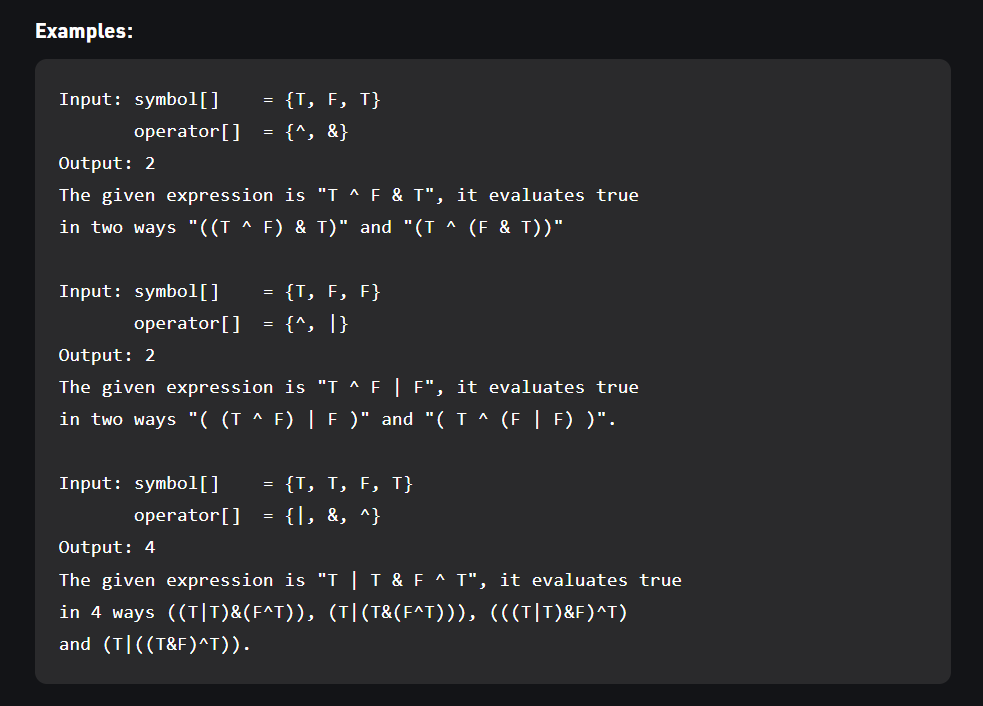 Examples:
Input: symbol[]    = {T, F, T}
       operator[]  = {^, &}
Output: 2
The given expression is "T ^ F & T", it evaluates true
in two ways "((T ^ F) & T)" and "(T ^ (F & T))"
Input: symbol[]    = {T, F, F}
       operator[]  = {^, |}
Output: 2
The given expression is "T ^ F | F", it evaluates true
in two ways "( (T ^ F) | F )" and "( T ^ (F | F) )".
Input: symbol[]    = {T, T, F, T}
       operator[]  = {|, &, ^}
Output: 4
The given expression is "T | T & F ^ T", it evaluates true
in 4 ways ((T|T)&(F^T)), (T|(T&(F^T))), (((T|T)&F)^T)
and (T|((T&F)^T)).